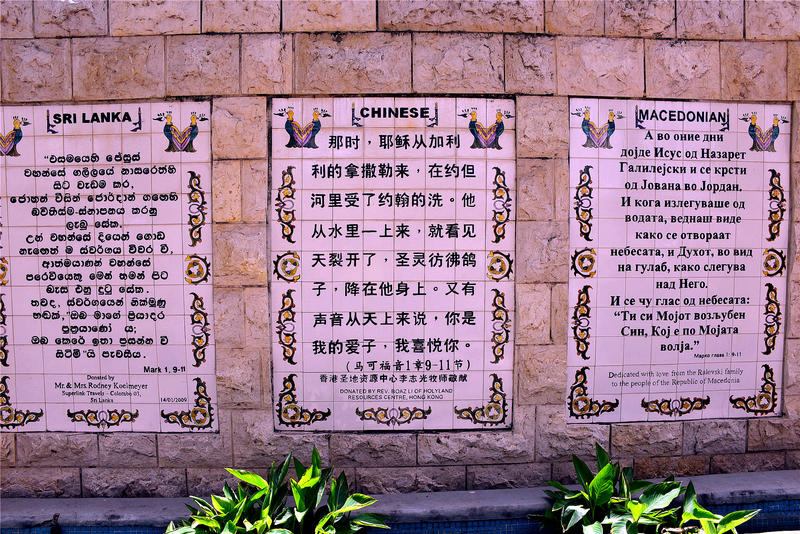 SRI LANKA
"එසමයෙහි ජේසුස්
වහන්සේ ගලීලයේ නාසරෙත්හි
සිට වැඩම කර,
ජොහන් විසින් ජොර්දාන් ගඟෙහි
බව්තීස්ම-ස්නාපනය කරනු
ලැබූ සේක.
උන් වහන්සේ දියෙන් ගොඩ
නැඟෙත් ම ස්වර්ගය විවර වී,
ආත්මයාණන් වහන්සේ
පරෙවියෙකු මෙන් තමන් පිට
බැස එනු දුටු සේක.
තවද, ස්වර්ගයෙන් නික්මුණු
හඬක්,"ඔබ මාගේ ප්‍රියාදර
පුත්‍රයාණෝ ය;
ඔබ කෙරේ ඉතා ප්‍රසන්න වී
සිටිමි"යි පැවසීය.
Mark 1, 9-11
Donated by
Mr. & Mrs Rodney Koelmeyer
Superlink Travels - Colombo 03,
Sri Lanka
14/01/2009
CHINESE
那时，耶稣从加利
利的拿撒勒来，在约但
河里受了约翰的洗。他
从水里一上来，就看见
天裂开了，圣灵彷彿鸽
子，降在他身上。又有
声音从天上来说，你是
我的爱子，我喜悦你。
(马可福音1章9-11节)
香港圣地资源中心李志光牧师敬献
DONATED BY REV. BOAZ LI OF HOLYLAND
RESOURCES CENTRE, HONG KONG
MACEDONIAN
А во оние дни
дојде Исус од Назарет
Галилејски и се крсти
од Јована во Јордан.
И кога излегуваше од
водата, веднаш виде
како се отвораат
небесата, и Духот, во вид
на гулаб, како слегува
над Него.
И се чу глас од небесата:
"Ти си Мојот возљубен
Син, Кој е по Мојата
волја."
Марко глава 1: 9-11
Dedicated with love from the Ralevski family
to the people of the Republic of Macedonia